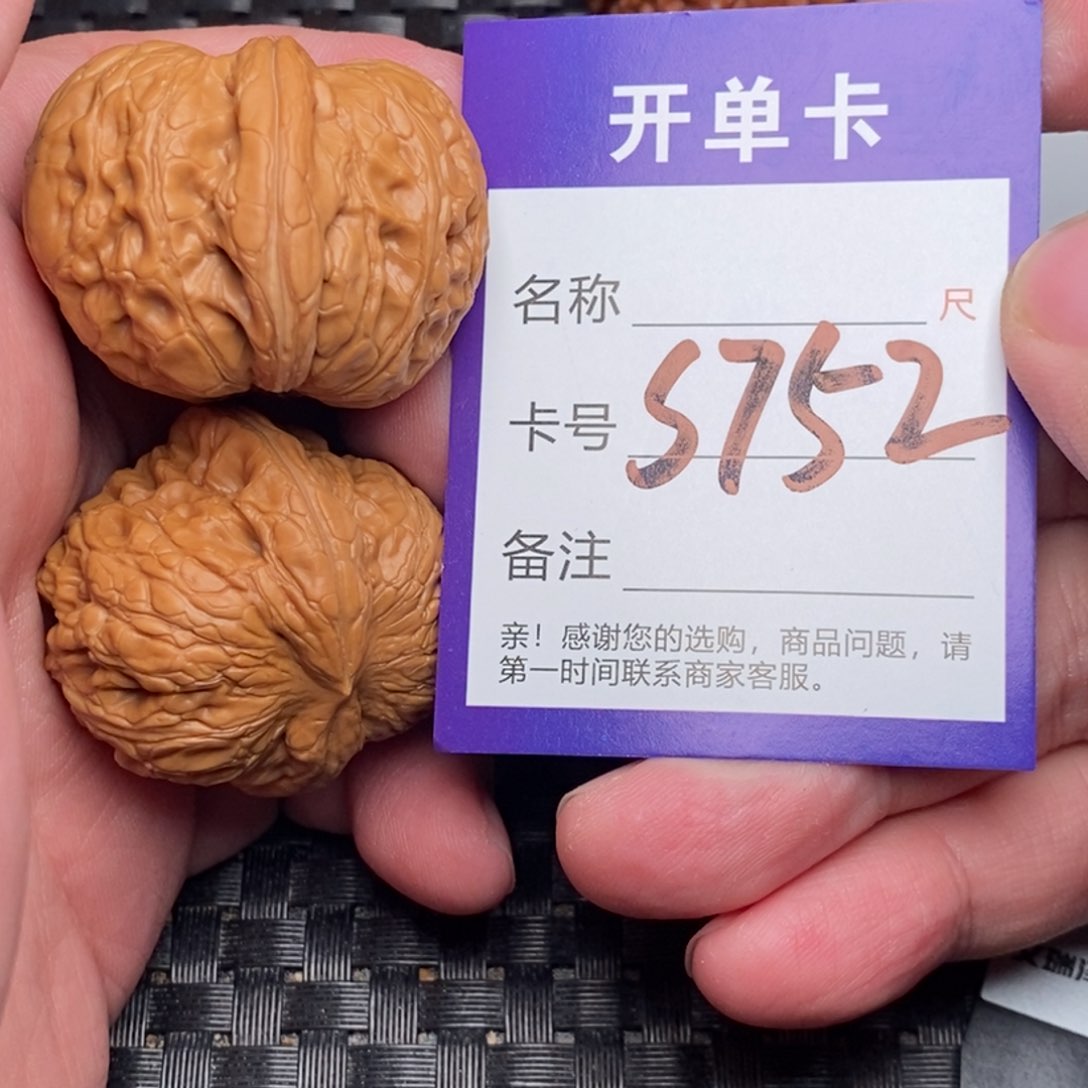 开单卡
名称 尺
卡号 5752
备注
亲！感谢您的选购，商品问题，请
第一时间联系商家客服。